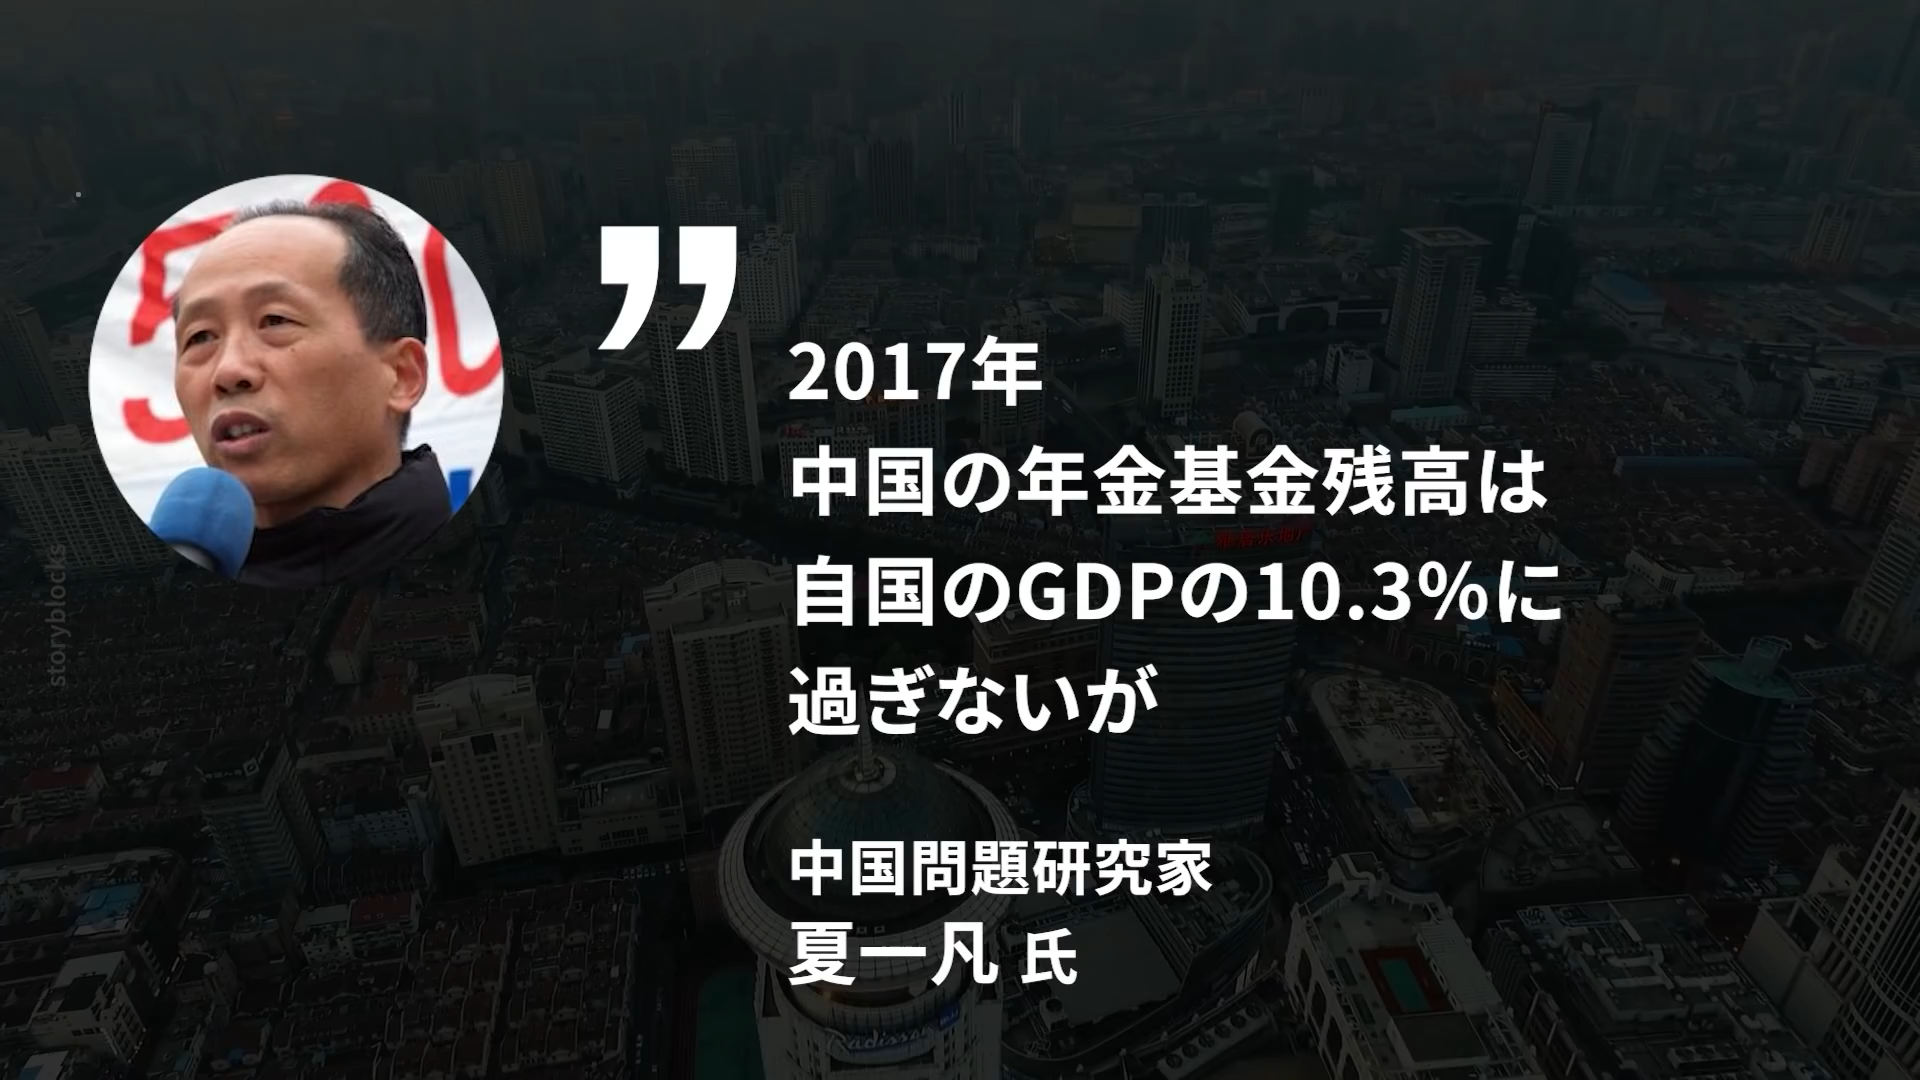 ”
2017年
中国の年金基金残高は
自国のGDPの10.3%に
過ぎないが
中国問題研究家
夏一凡 氏
storyblocks
Radisson